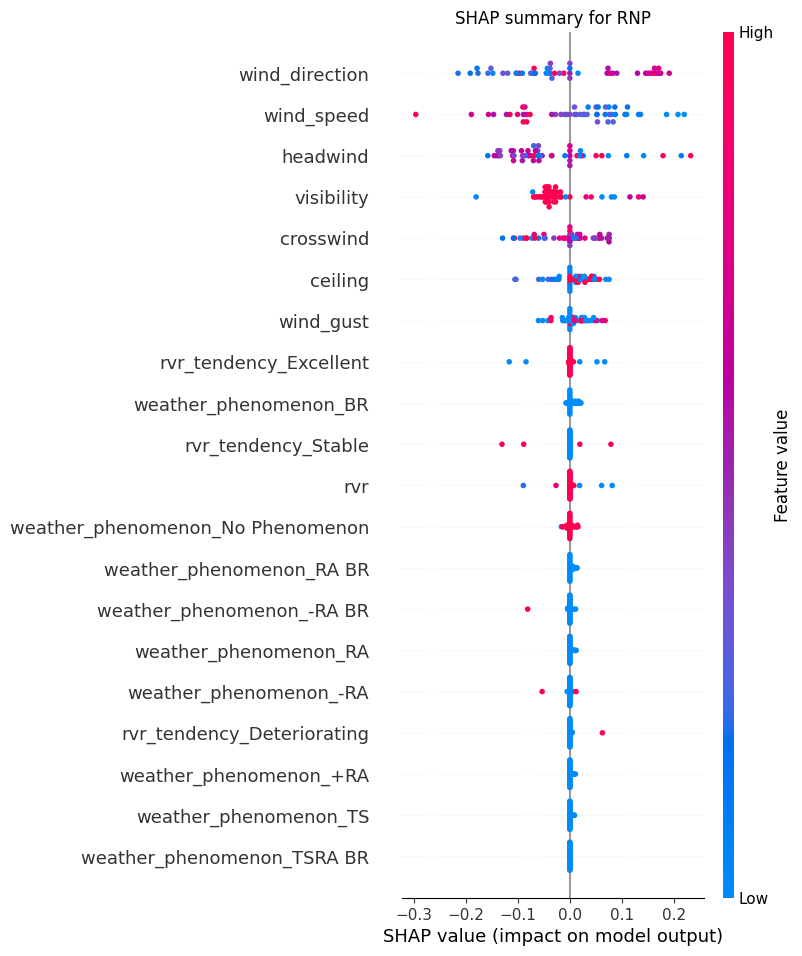 SHAP summary for RNP
High
wind_direction
wind_speed
headwind
visibility
crosswind
ceiling
wind_gust
rvr_tendency_Excellent
weather_phenomenon_BR
rvr_tendency_Stable
rvr
weather_phenomenon_No Phenomenon
weather_phenomenon_RA BR
weather_phenomenon_-RA BR
weather_phenomenon_RA
weather_phenomenon_-RA
rvr_tendency_Deteriorating
weather_phenomenon_+RA
weather_phenomenon_TS
weather_phenomenon_TSRA BR
Feature value
Low
−0.3 −0.2 −0.1 0.0 0.1 0.2
SHAP value (impact on model output)